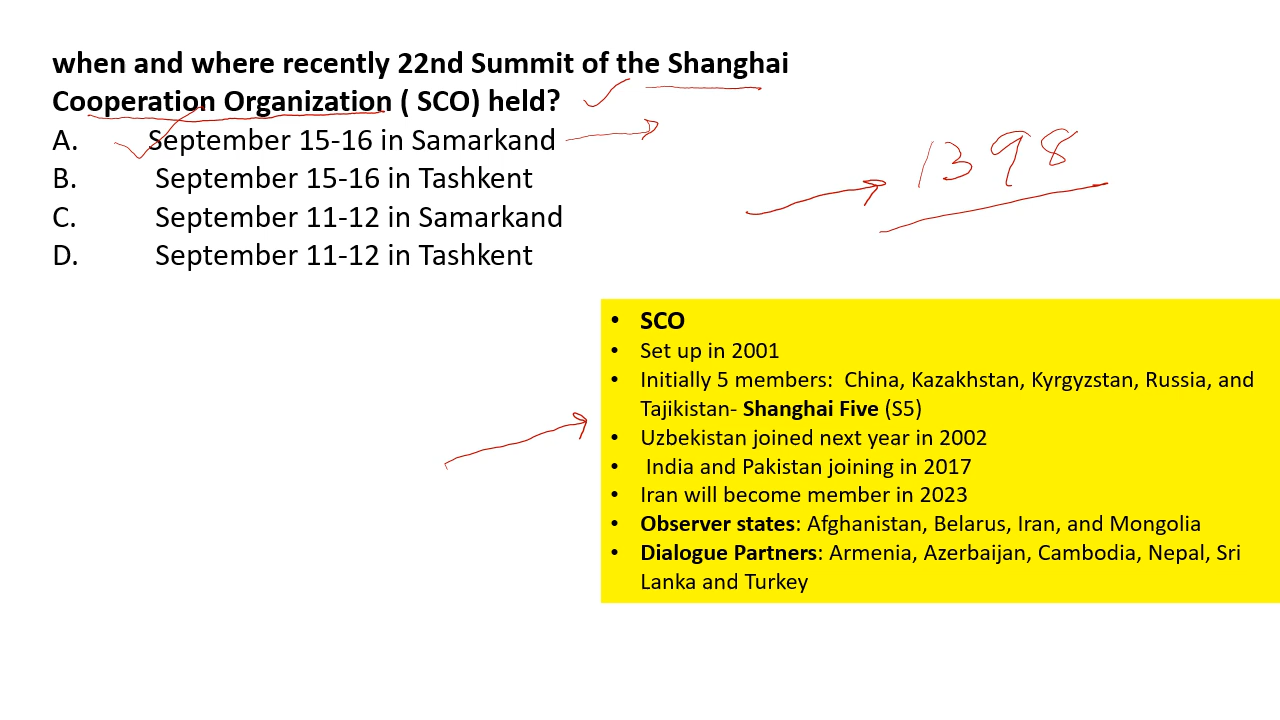 when and where recently 22nd Summit of the Shanghai
Cooperation Organization ( SCO) held?
A. September 15-16 in Samarkand
B. September 15-16 in Tashkent
C. September 11-12 in Samarkand
D. September 11-12 in Tashkent
1398
• SCO
• Set up in 2001
• Initially 5 members: China, Kazakhstan, Kyrgyzstan, Russia, and
Tajikistan- Shanghai Five (S5)
• Uzbekistan joined next year in 2002
• India and Pakistan joining in 2017
• Iran will become member in 2023
• Observer states: Afghanistan, Belarus, Iran, and Mongolia
• Dialogue Partners: Armenia, Azerbaijan, Cambodia, Nepal, Sri
Lanka and Turkey